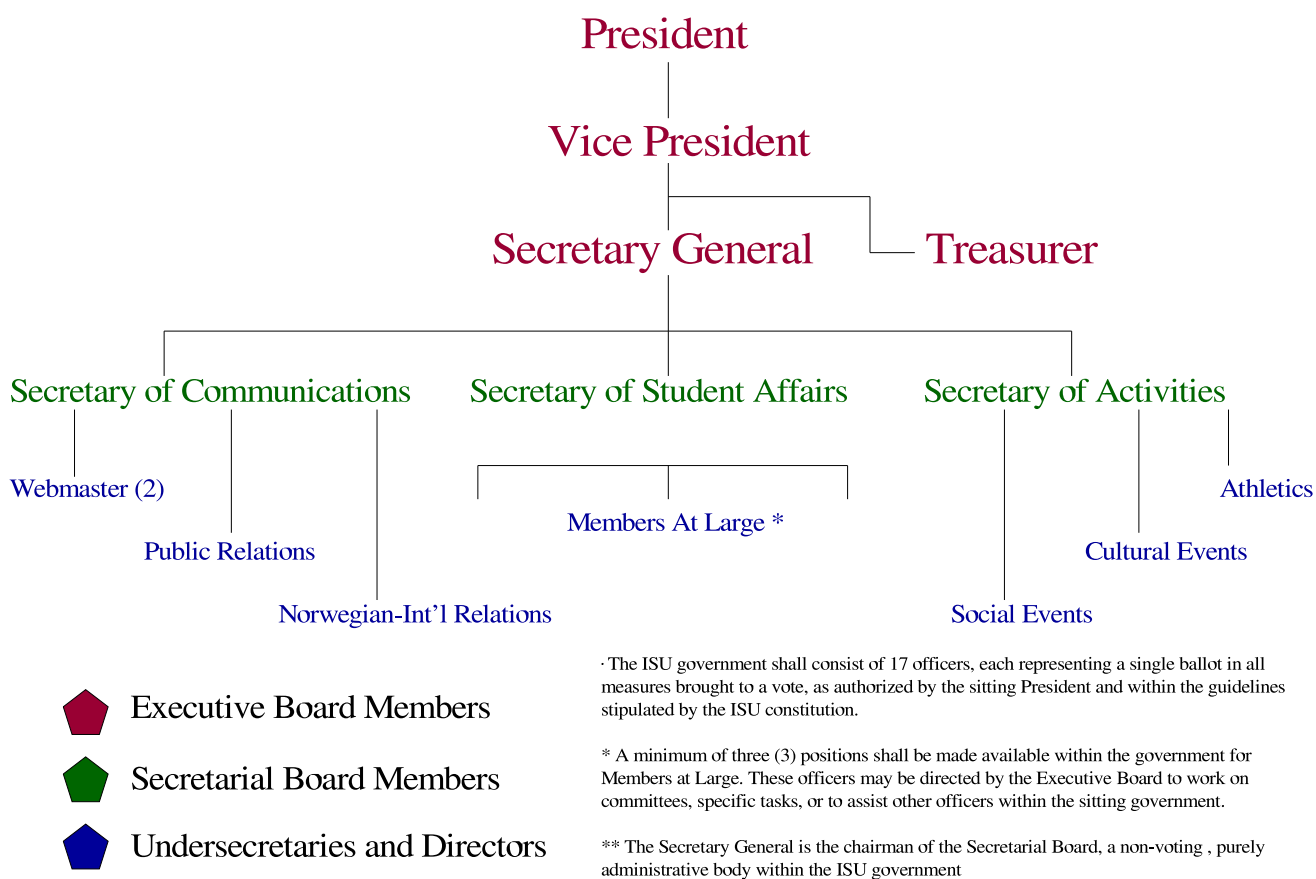 President
Vice President
Secretary General
Treasurer
Secretary of Communications
Secretary of Student Affairs
Secretary of Activities
Webmaster (2)
Athletics
Members At Large *
Public Relations
Cultural Events
Norwegian-Int'l Relations
Social Events
· The ISU government shall consist of 17 officers, each representing a single ballot in all
measures brought to a vote, as authorized by the sitting President and within the guidelines
stipulated by the ISU constitution.
Executive Board Members
* A minimum of three (3) positions shall be made available within the government for
Members at Large. These officers may be directed by the Executive Board to work on
committees, specific tasks, or to assist other officers within the sitting government.
Secretarial Board Members
Undersecretaries and Directors
** The Secretary General is the chairman of the Secretarial Board, a non-voting , purely
administrative body within the ISU government